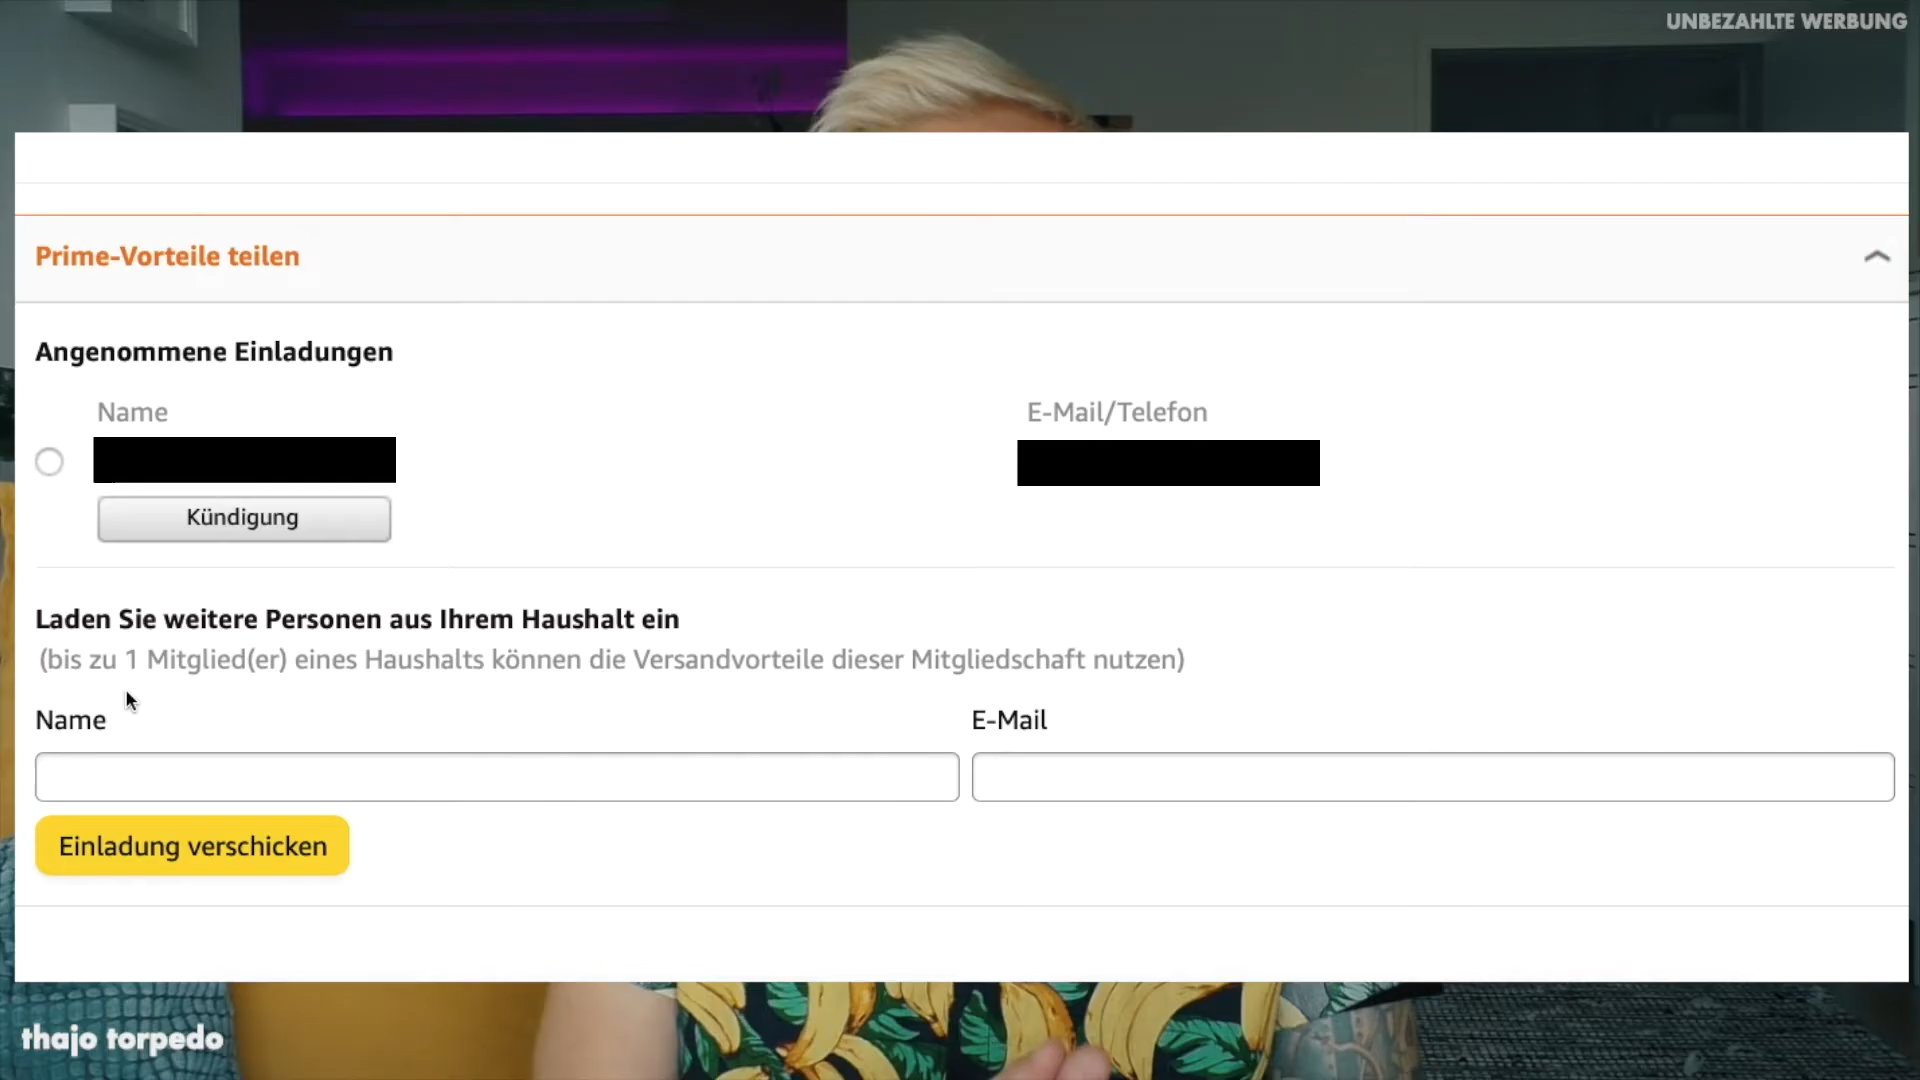 UNBEZAHLTE WERBUNG
Prime-Vorteile teilen
Angenommene Einladungen
Name E-Mail/Telefon
Kündigung
Laden Sie weitere Personen aus Ihrem Haushalt ein
(bis zu 1 Mitglied(er) eines Haushalts können die Versandvorteile dieser Mitgliedschaft nutzen)
Name E-Mail
Einladung verschicken
thajo torpedo